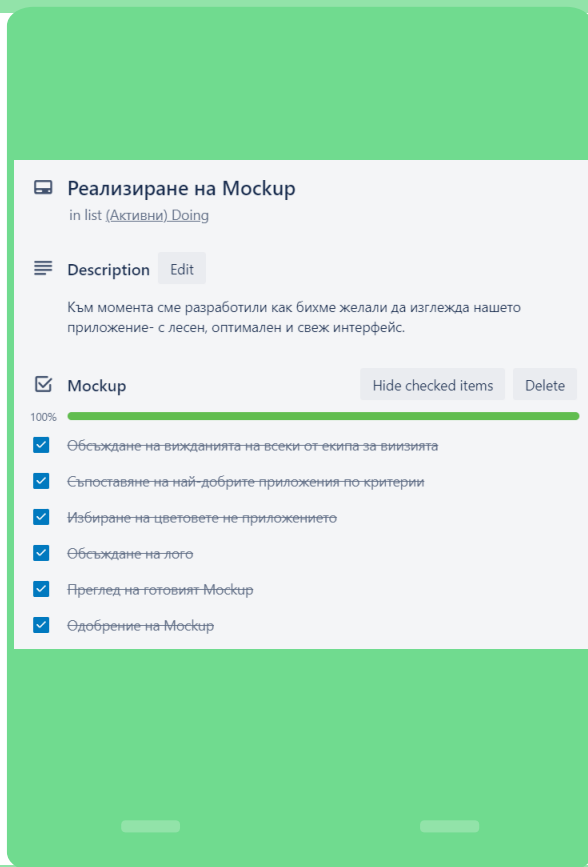 Реализиране на Mockup
in list (Активни) Doing
Description Edit
Към момента сме разработили как бихме желали да изглежда нашето
приложение- с лесен, оптимален и свеж интерфейс.
Mockup Hide checked items Delete
100%
Обсъждане на вижданията на всеки от екипа за виизията
Съпоставяне на най-добрите приложения по критерии
Избиране на цветовете не приложението
Обсъждане на лого
Преглед на готовият Mockup
Одобрение на Mockup